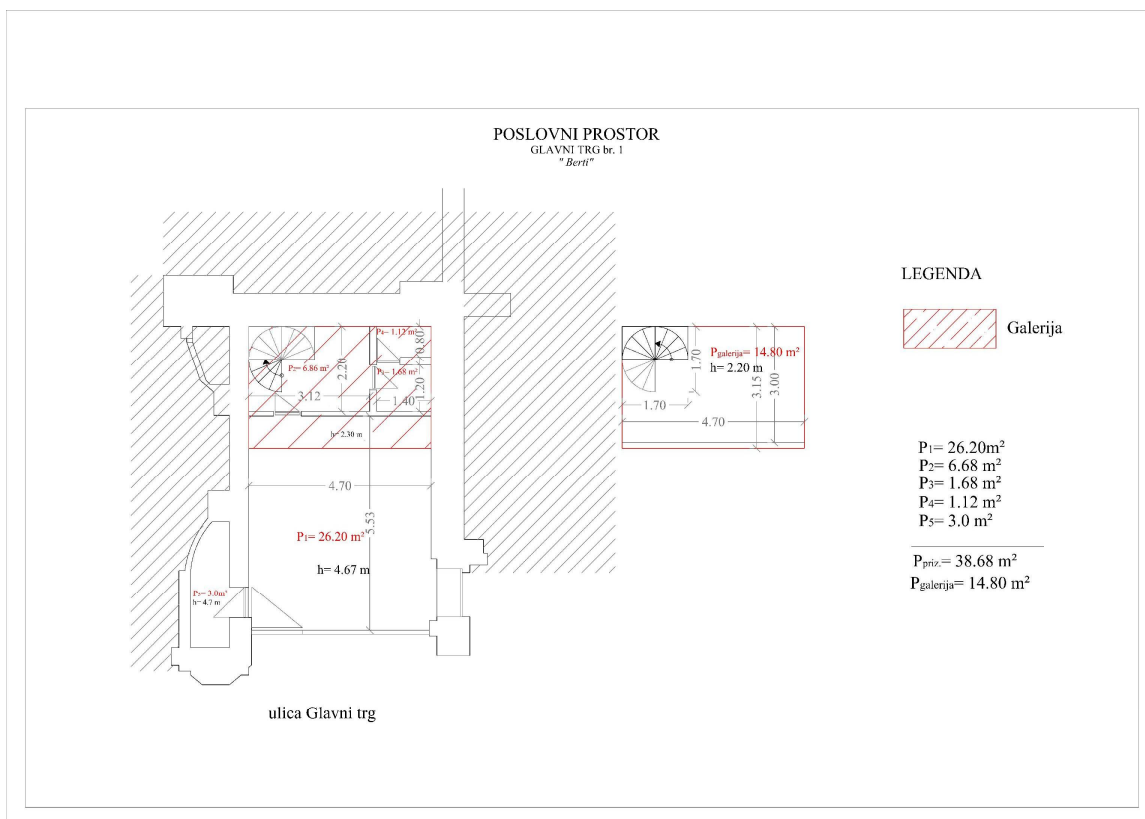 POSLOVNI PROSTOR
GLAVNI TRG br. 1
"Berti"
P4= 1.12 m²
0.80
P2= 6.86 m²
2.20
P3= 1.68 m²
1.20
3.12
1.40
h= 2.30 m
4.70
5.53
P1= 26.20 m²
h= 4.67 m
P5= 3.0m²
h= 4.7 m
ulica Glavni trg
Pgalerija= 14.80 m²
h= 2.20 m
1.70
3.15
3.00
1.70
4.70
LEGENDA
Galerija
P1= 26.20m²
P2= 6.68 m²
P3= 1.68 m²
P4= 1.12 m²
P5= 3.0 m²
Ppriz.= 38.68 m²
Pgalerija= 14.80 m²